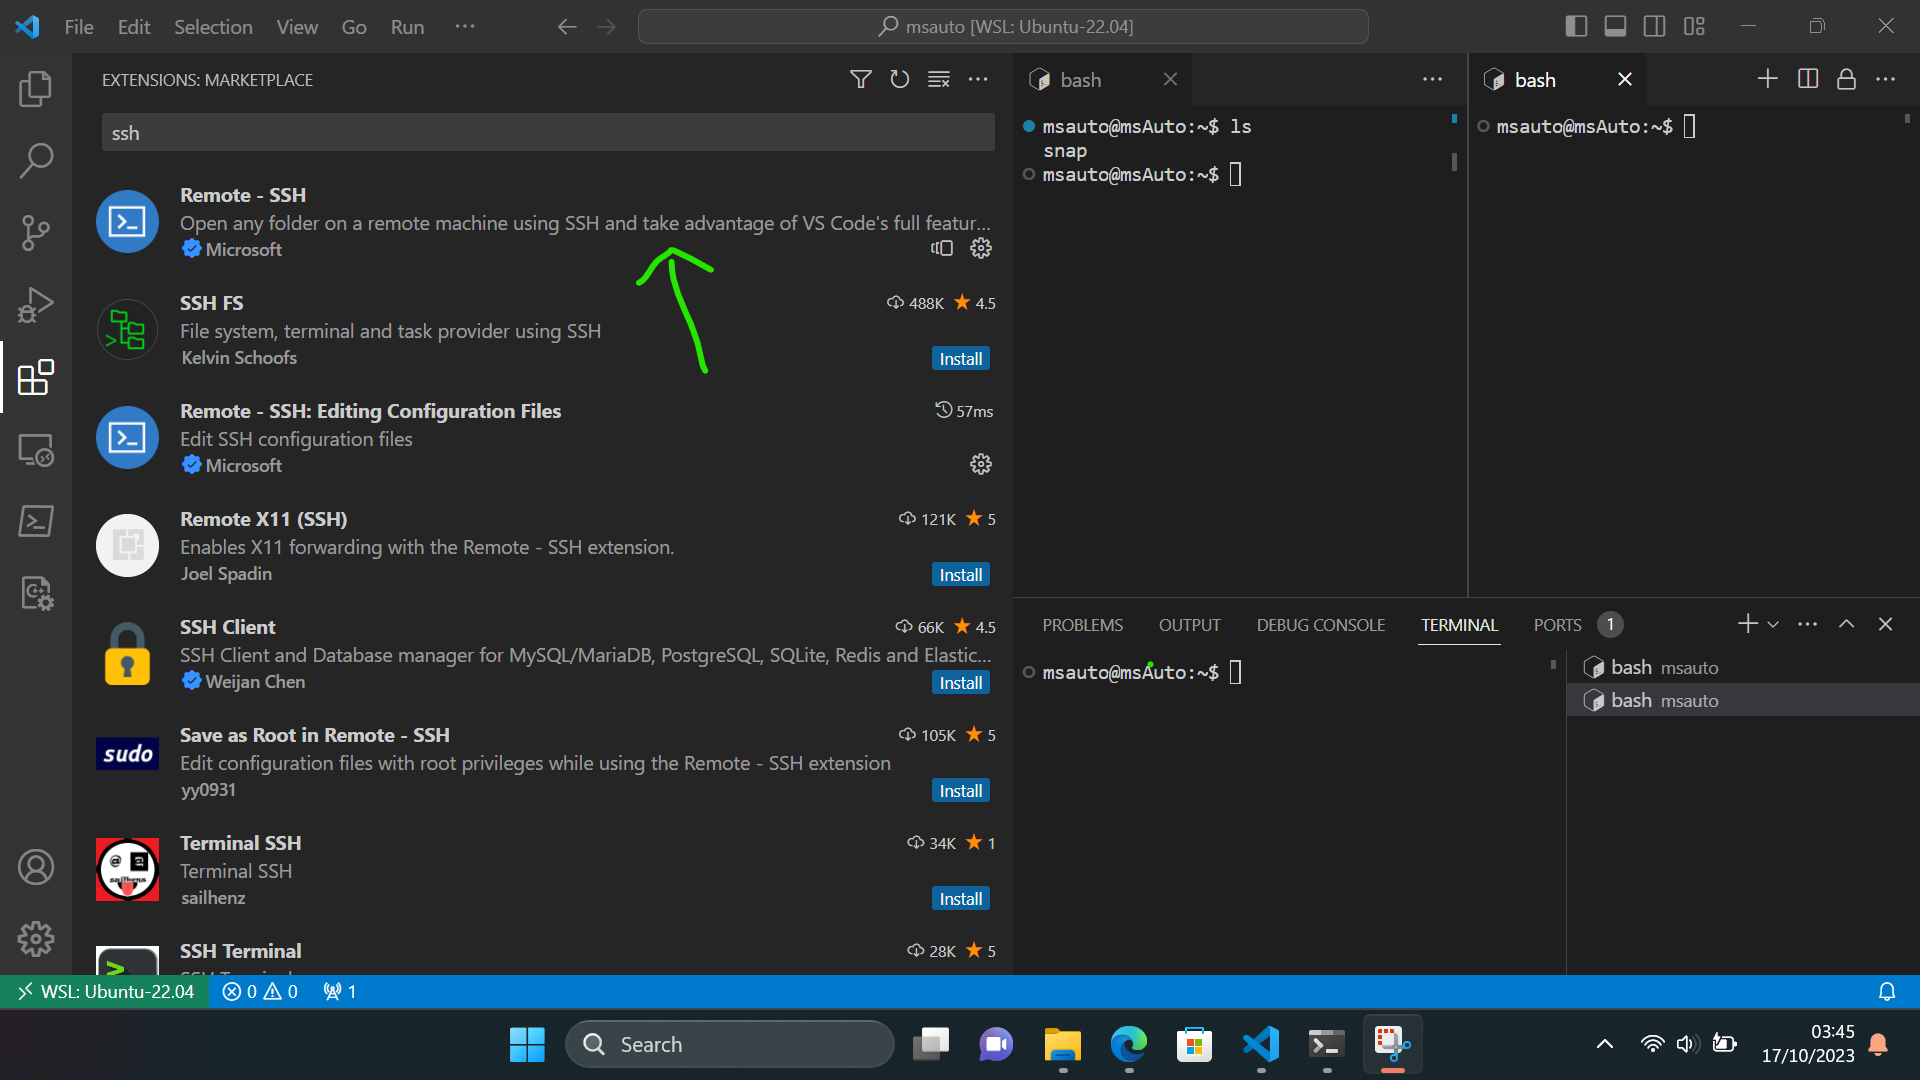 File Edit Selection View Go Run ···
msauto [WSL: Ubuntu-22.04]
EXTENSIONS: MARKETPLACE
ssh
Remote - SSH
Open any folder on a remote machine using SSH and take advantage of VS Code's full featur...
Microsoft
SSH FS
488K 4.5
File system, terminal and task provider using SSH
Kelvin Schoofs
Install
Remote - SSH: Editing Configuration Files
57ms
Edit SSH configuration files
Microsoft
Remote X11 (SSH)
121K 5
Enables X11 forwarding with the Remote - SSH extension.
Joel Spadin
Install
SSH Client
66K 4.5
SSH Client and Database manager for MySQL/MariaDB, PostgreSQL, SQLite, Redis and Elastic...
Weijan Chen
Install
sudo
Save as Root in Remote - SSH
105K 5
Edit configuration files with root privileges while using the Remote - SSH extension
yy0931
Install
Terminal SSH
34K 1
Terminal SSH
sailhenz
Install
SSH Terminal
28K 5
bash
msauto@msAuto:~$ ls
snap
msauto@msAuto:~$
bash
msauto@msAuto:~$
PROBLEMS OUTPUT DEBUG CONSOLE TERMINAL PORTS 1
msauto@msAuto:~$
bash msauto
bash msauto
WSL: Ubuntu-22.04 0 0 1
Search
03:45
17/10/2023